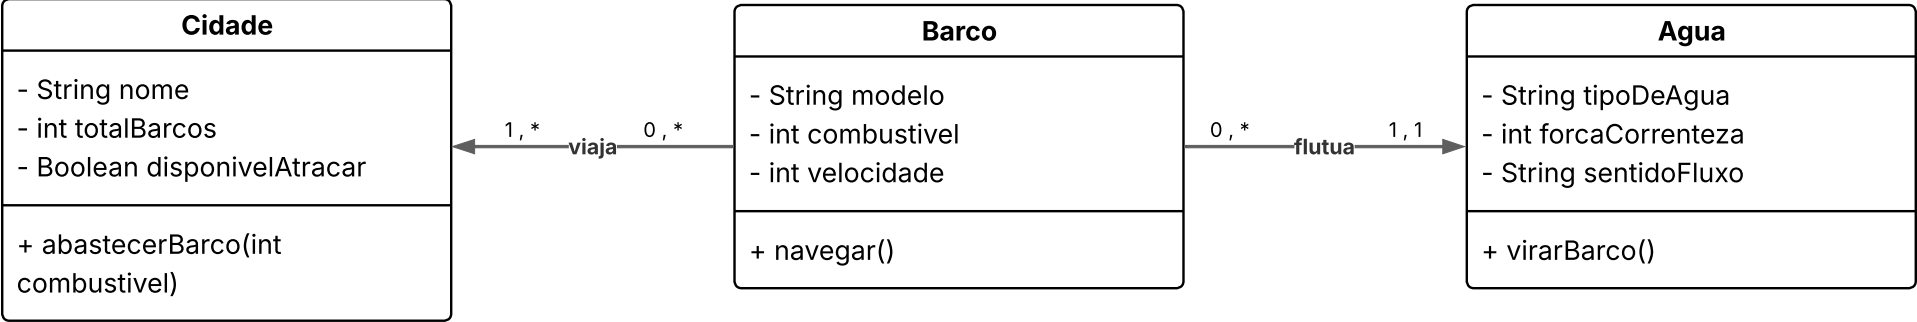 Cidade
- String nome
- int totalBarcos
- Boolean disponivelAtracar
+ abastecerBarco(int
combustivel)
1 , *
viaja
0 , *
Barco
- String modelo
- int combustivel
- int velocidade
+ navegar()
0 , *
flutua
1 , 1
Agua
- String tipoDeAgua
- int forcaCorrenteza
- String sentidoFluxo
+ virarBarco()